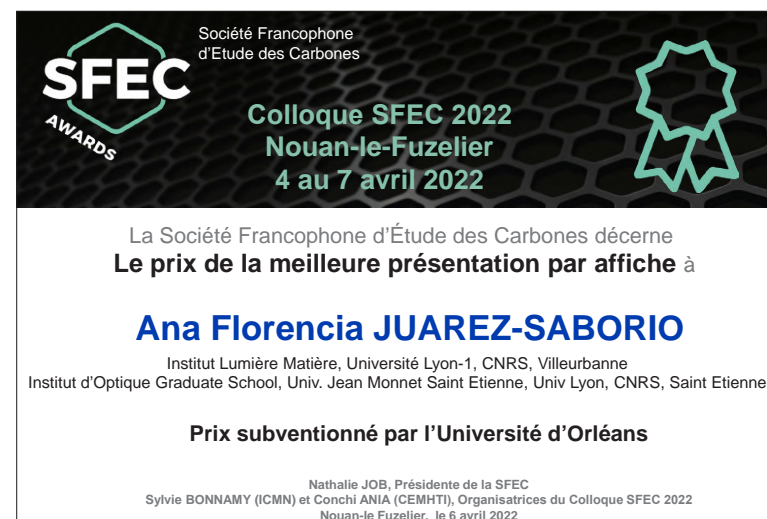 Société Francophone
d'Etude des Carbones
SFEC
AWARDS
Colloque SFEC 2022
Nouan-le-Fuzelier
4 au 7 avril 2022
La Société Francophone d'Étude des Carbones décerne
Le prix de la meilleure présentation par affiche à
Ana Florencia JUAREZ-SABORIO
Institut Lumière Matière, Université Lyon-1, CNRS, Villeurbanne
Institut d'Optique Graduate School, Univ. Jean Monnet Saint Etienne, Univ Lyon, CNRS, Saint Etienne
Prix subventionné par l'Université d'Orléans
Nathalie JOB, Présidente de la SFEC
Sylvie BONNAMY (ICMN) et Conchi ANIA (CEMHTI), Organisatrices du Colloque SFEC 2022
Nouan-le Fuzelier, le 6 avril 2022